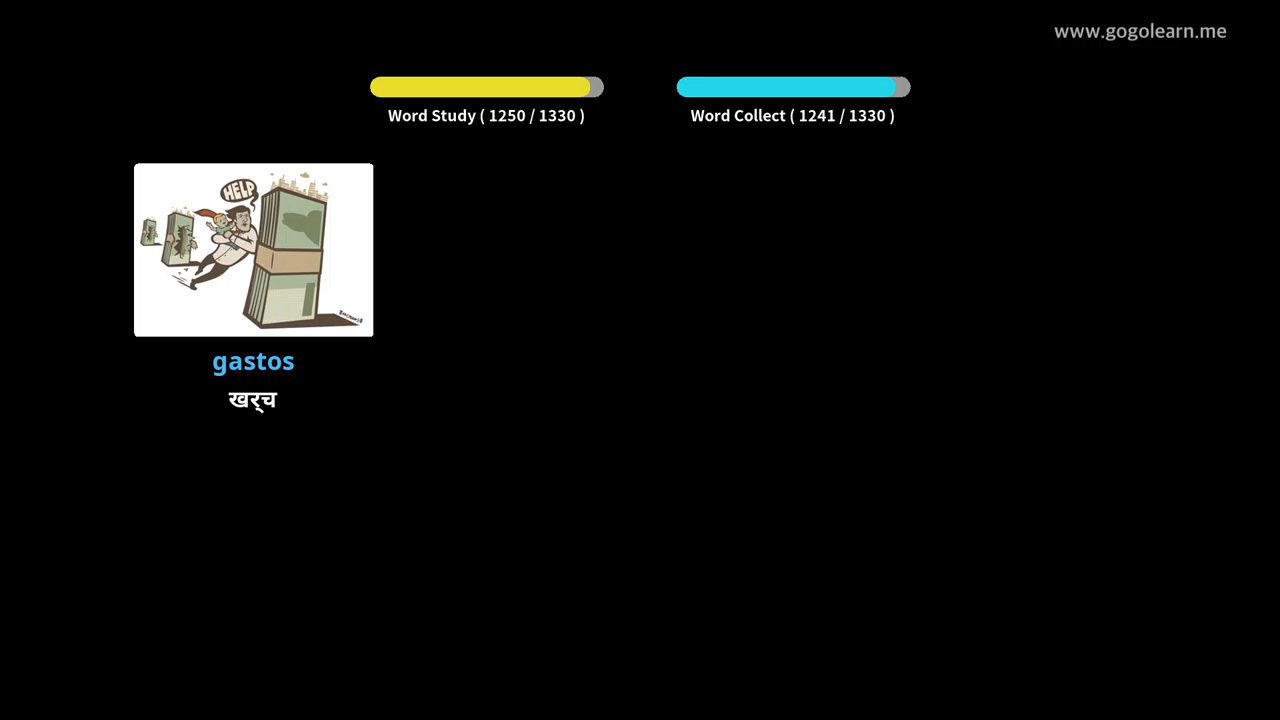 www.gogolearn.me
Word Study ( 1250 / 1330 )
Word Collect ( 1241 / 1330 )
HELP
gastos
खर्‍च